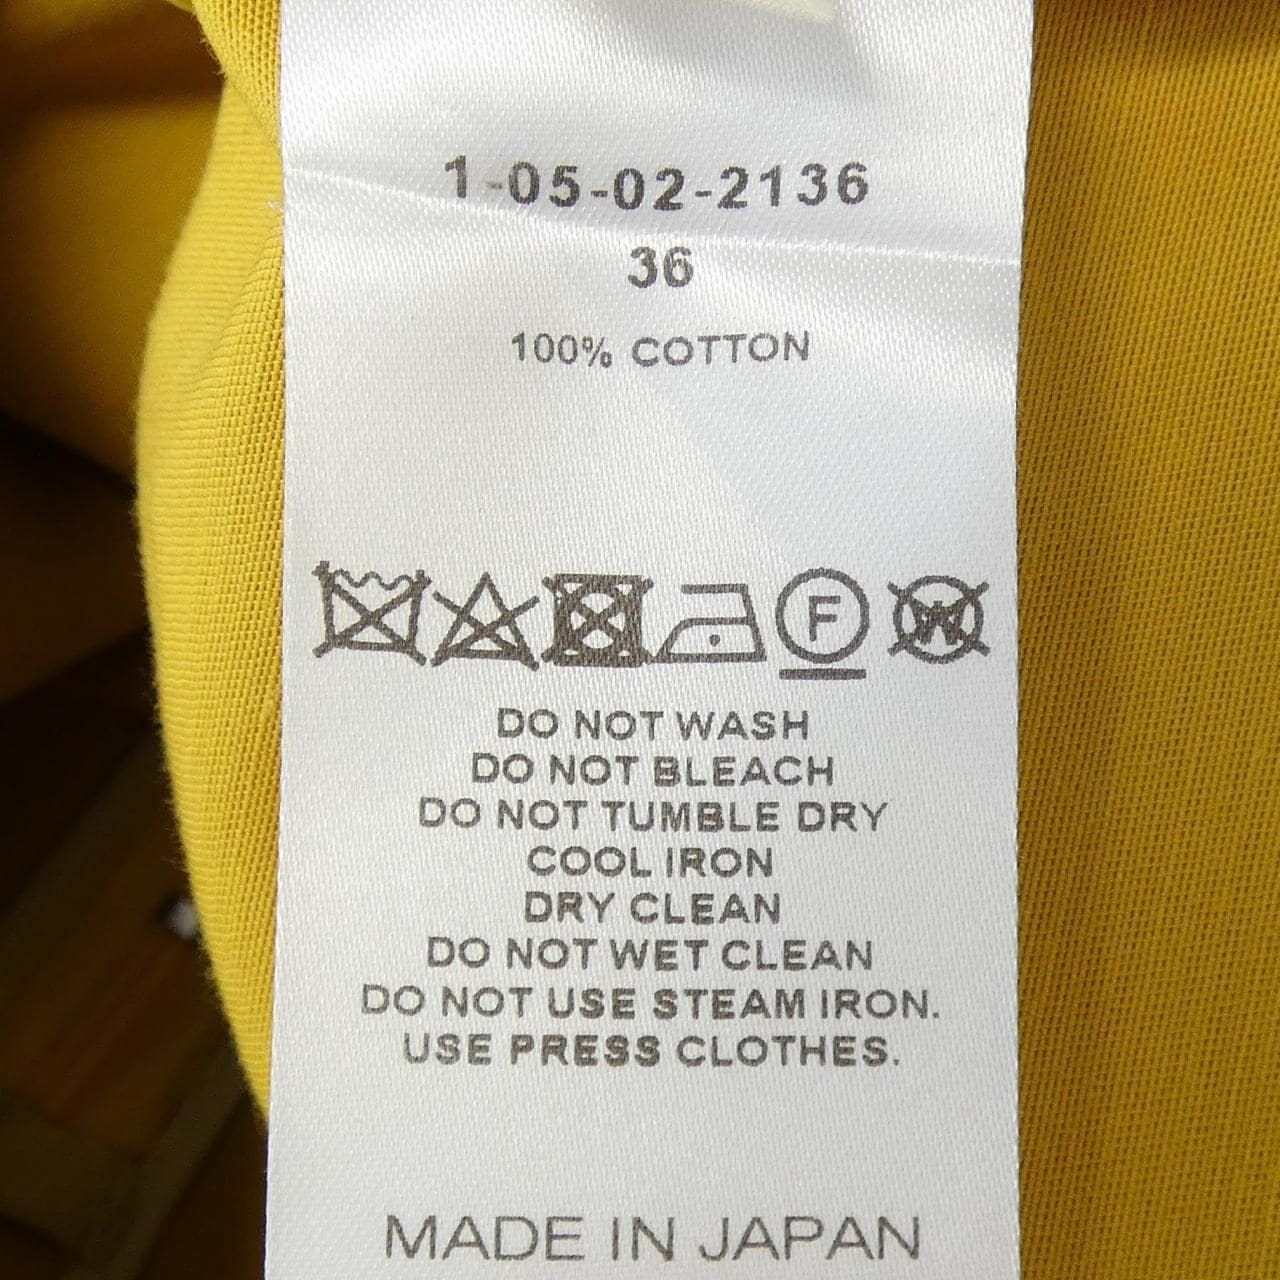 1-05-02-2136
36
100% COTTON
F W
DO NOT WASH
DO NOT BLEACH
DO NOT TUMBLE DRY
COOL IRON
DRY CLEAN
DO NOT WET CLEAN
DO NOT USE STEAM IRON.
USE PRESS CLOTHES.
MADE IN JAPAN